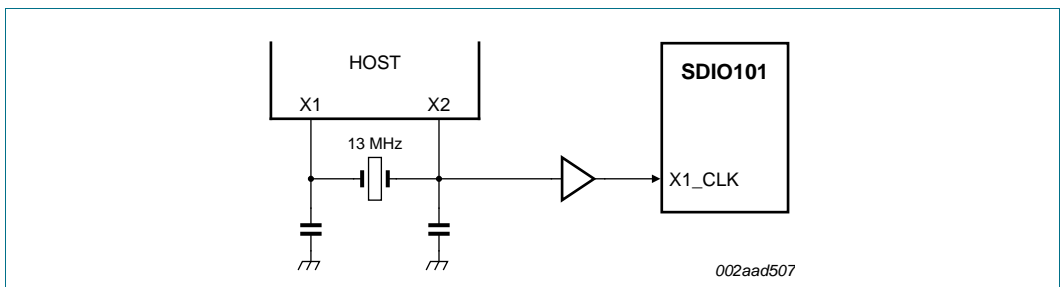 HOST
SDIO101
X1 X2
13 MHz
X1_CLK
002aad507